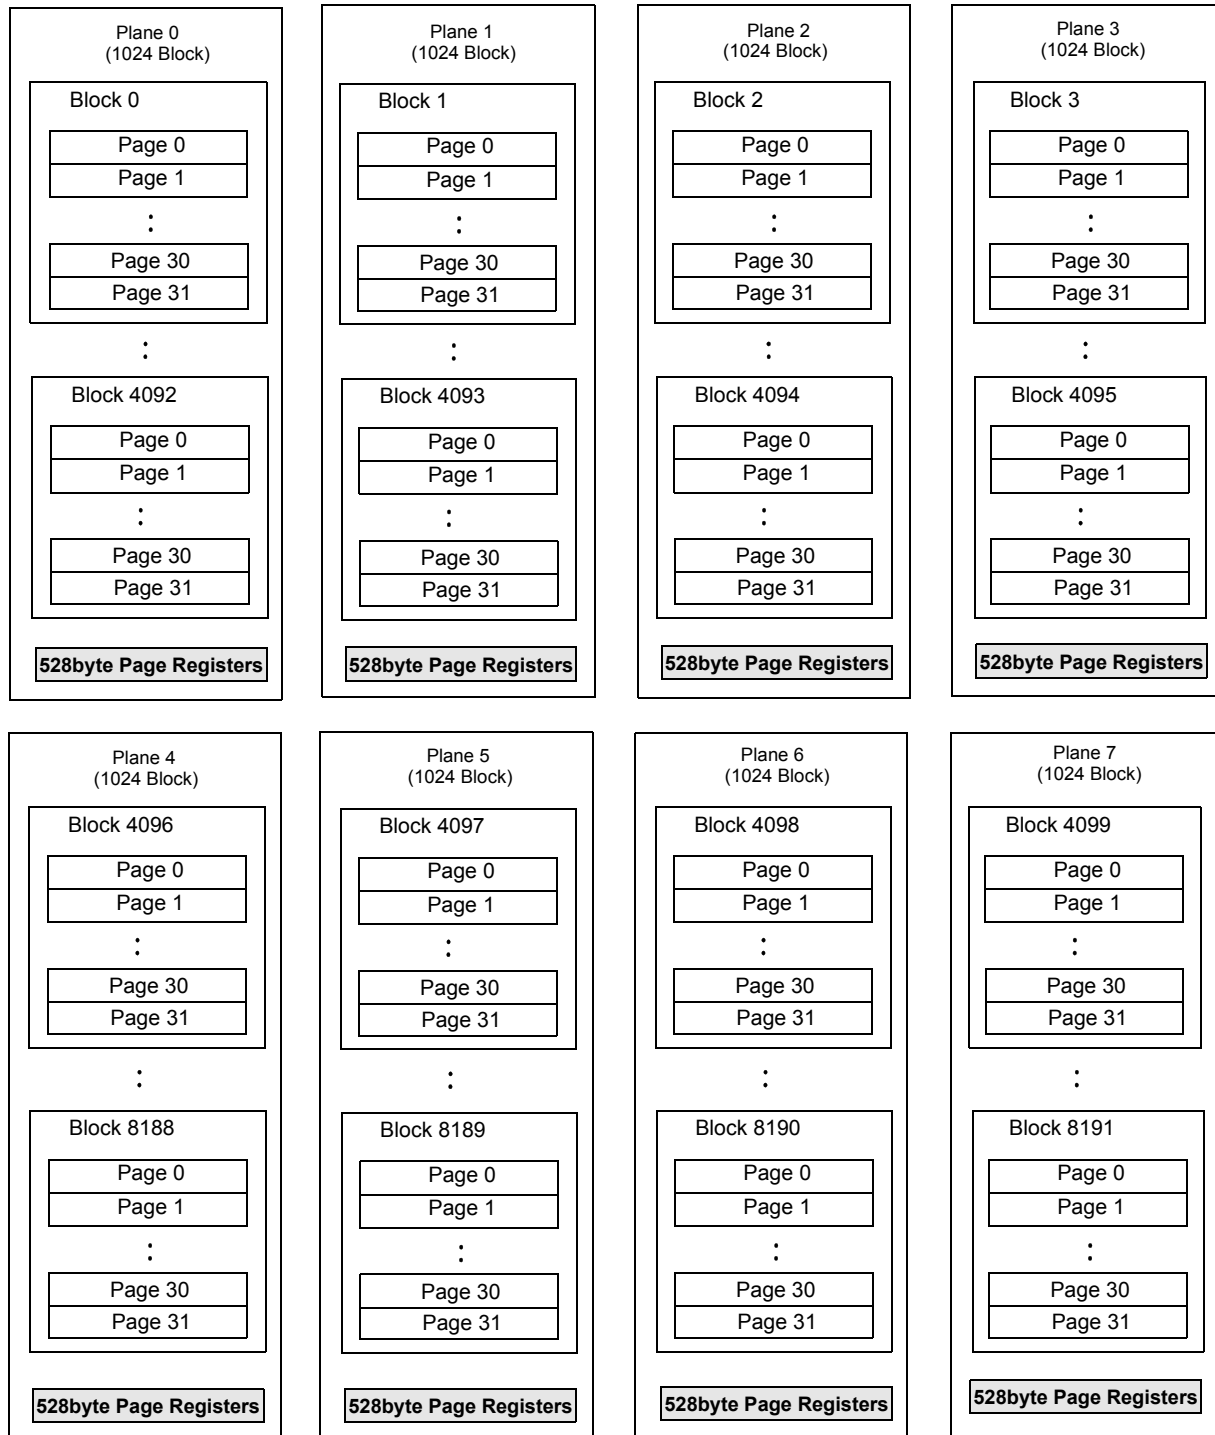 Plane 0
(1024 Block)
Block 0
Page 0
Page 1
:
Page 30
Page 31
:
Block 4092
Page 0
Page 1
:
Page 30
Page 31
528byte Page Registers
Plane 1
(1024 Block)
Block 1
Page 0
Page 1
:
Page 30
Page 31
:
Block 4093
Page 0
Page 1
:
Page 30
Page 31
528byte Page Registers
Plane 2
(1024 Block)
Block 2
Page 0
Page 1
:
Page 30
Page 31
:
Block 4094
Page 0
Page 1
:
Page 30
Page 31
528byte Page Registers
Plane 3
(1024 Block)
Block 3
Page 0
Page 1
:
Page 30
Page 31
:
Block 4095
Page 0
Page 1
:
Page 30
Page 31
528byte Page Registers
Plane 4
(1024 Block)
Block 4096
Page 0
Page 1
:
Page 30
Page 31
:
Block 8188
Page 0
Page 1
:
Page 30
Page 31
528byte Page Registers
Plane 5
(1024 Block)
Block 4097
Page 0
Page 1
:
Page 30
Page 31
:
Block 8189
Page 0
Page 1
:
Page 30
Page 31
528byte Page Registers
Plane 6
(1024 Block)
Block 4098
Page 0
Page 1
:
Page 30
Page 31
:
Block 8190
Page 0
Page 1
:
Page 30
Page 31
528byte Page Registers
Plane 7
(1024 Block)
Block 4099
Page 0
Page 1
:
Page 30
Page 31
:
Block 8191
Page 0
Page 1
:
Page 30
Page 31
528byte Page Registers